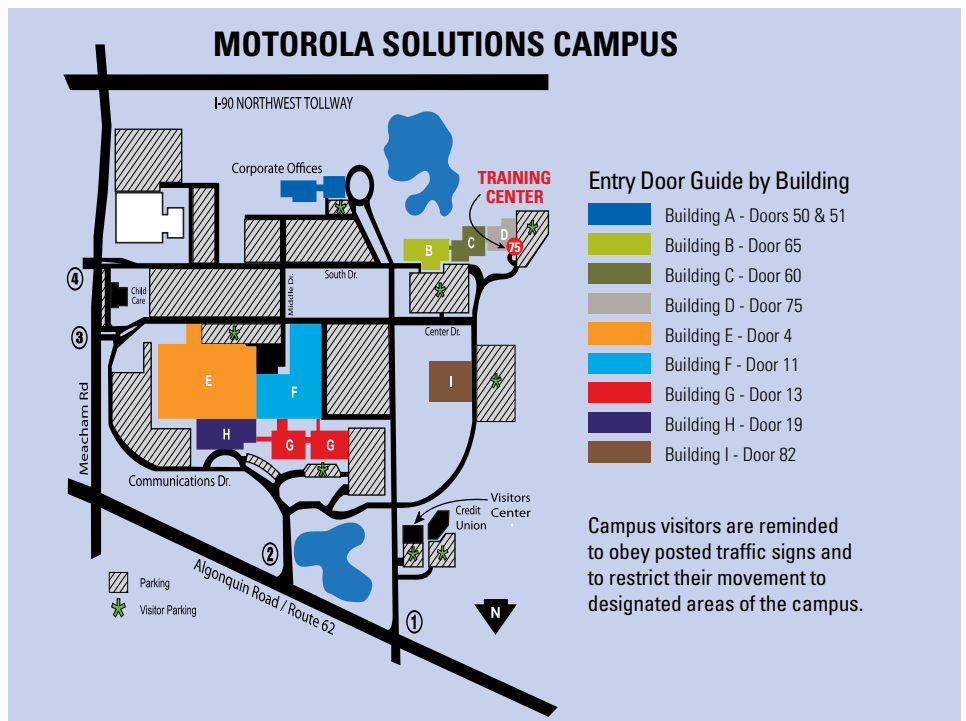 MOTOROLA SOLUTIONS CAMPUS
I-90 NORTHWEST TOLLWAY
Corporate Offices
TRAINING
CENTER
75
B
C
D
4
Child
Care
South Dr.
Middle Dr.
3
Center Dr.
E
F
I
H
G
G
Meacham Rd
Communications Dr.
Visitors
Center
Credit
Union
2
Algonquin Road / Route 62
1
N
Parking
Visitor Parking
Entry Door Guide by Building
Building A - Doors 50 & 51
Building B - Door 65
Building C - Door 60
Building D - Door 75
Building E - Door 4
Building F - Door 11
Building G - Door 13
Building H - Door 19
Building I - Door 82
Campus visitors are reminded
to obey posted traffic signs and
to restrict their movement to
designated areas of the campus.